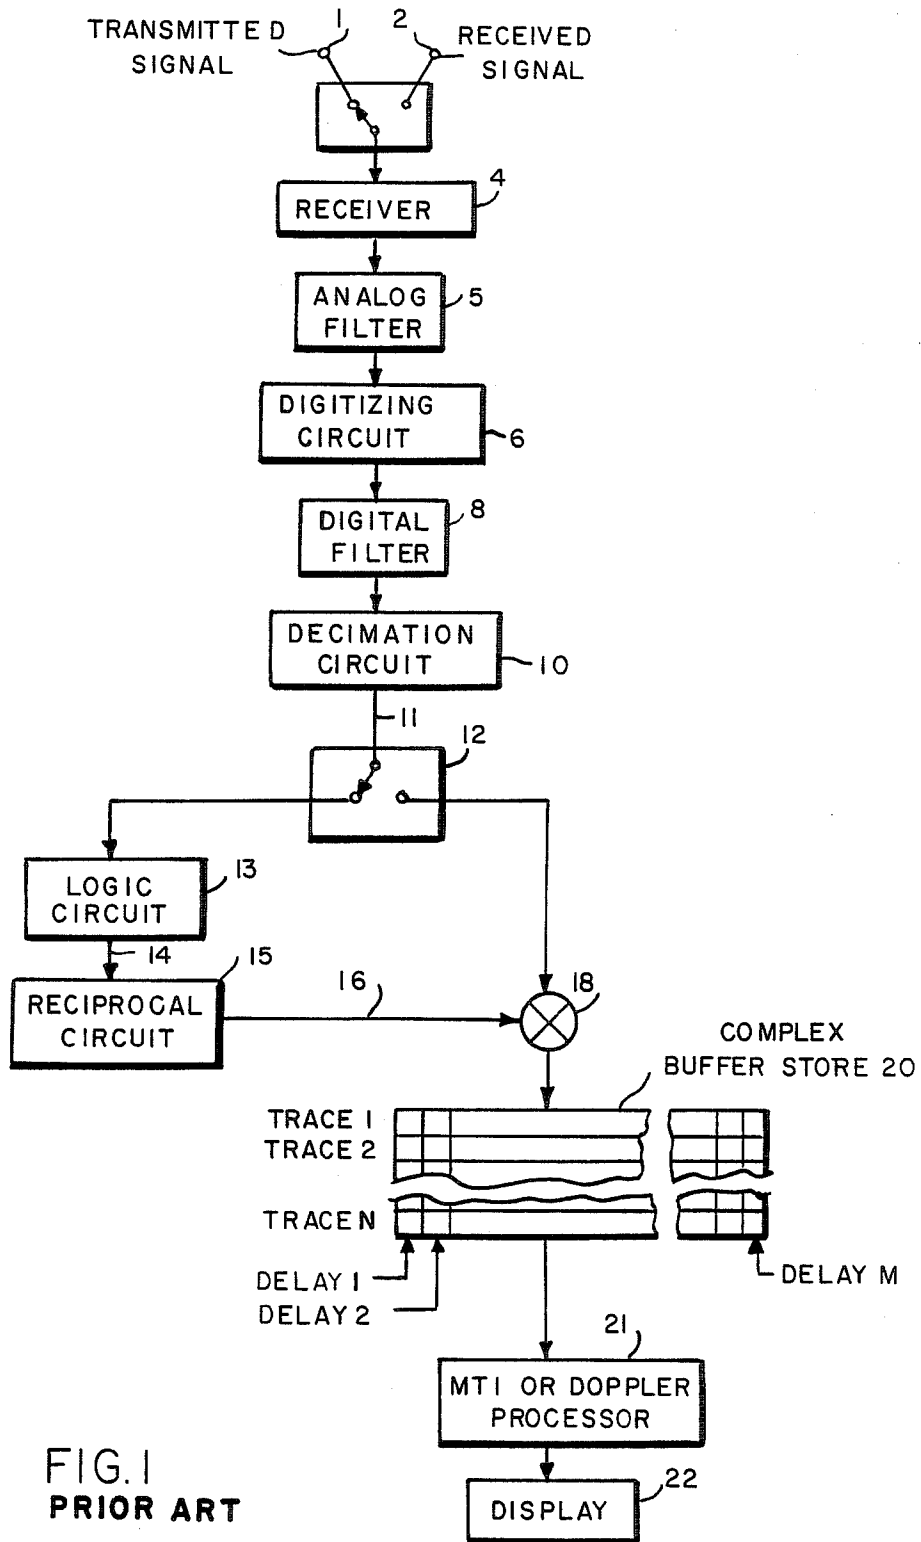 1
2
TRANSMITTED
SIGNAL
RECEIVED
SIGNAL
4
RECEIVER
ANALOG
FILTER
5
DIGITIZING
CIRCUIT
6
8
DIGITAL
FILTER
DECIMATION
CIRCUIT
10
11
12
13
LOGIC
CIRCUIT
14
15
RECIPROCAL
CIRCUIT
16
18
COMPLEX
BUFFER STORE 20
TRACE 1
TRACE 2
TRACE N
DELAY 1
DELAY 2
DELAY M
21
MTI OR DOPPLER
PROCESSOR
22
DISPLAY
FIG. 1
PRIOR ART